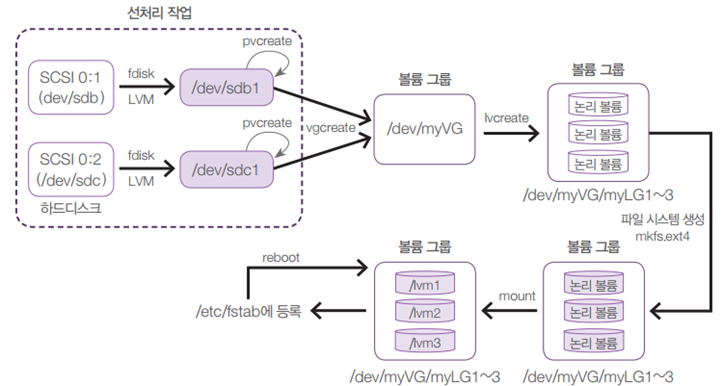 선처리 작업
pvcreate
SCSI 0:1
(dev/sdb)
fdisk
LVM
/dev/sdb1
pvcreate
vgcreate
SCSI 0:2
(/dev/sdc)
fdisk
LVM
/dev/sdc1
하드디스크
볼륨 그룹
/dev/myVG
lvcreate
볼륨 그룹
논리 볼륨
논리 볼륨
논리 볼륨
/dev/myVG/myLG1~3
파일 시스템 생성
mkfs.ext4
볼륨 그룹
논리 볼륨
논리 볼륨
논리 볼륨
/dev/myVG/myLG1~3
mount
볼륨 그룹
/lvm1
/lvm2
/lvm3
/dev/myVG/myLG1~3
reboot
/etc/fstab에 등록